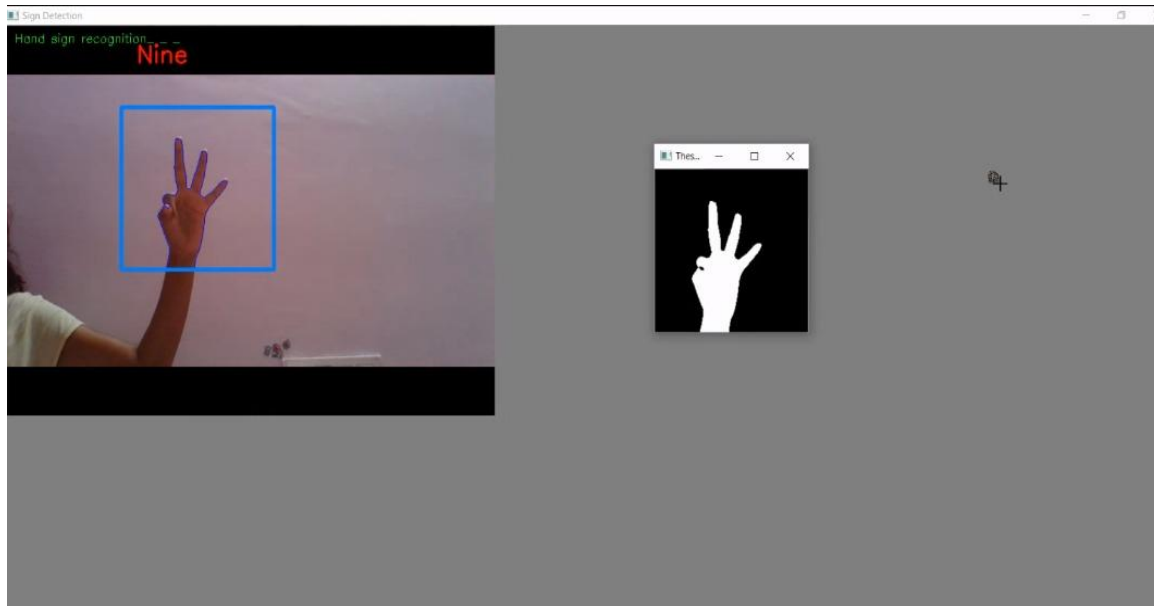 Sign Detection
Hand sign recognition_ _ _
Nine
Thes...